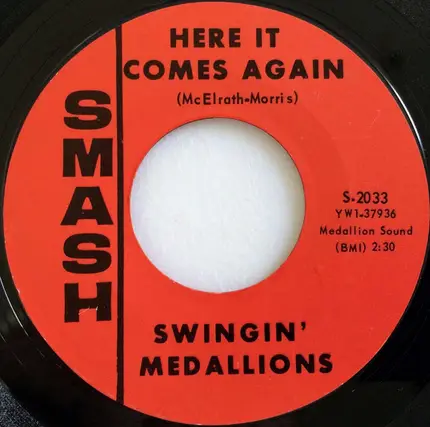 HERE IT
COMES AGAIN
(McElrath-Morris)
SMASH
S-2033
YW1-37936
Medallion Sound
(BMI) 2:30
SWINGIN'
MEDALLIONS